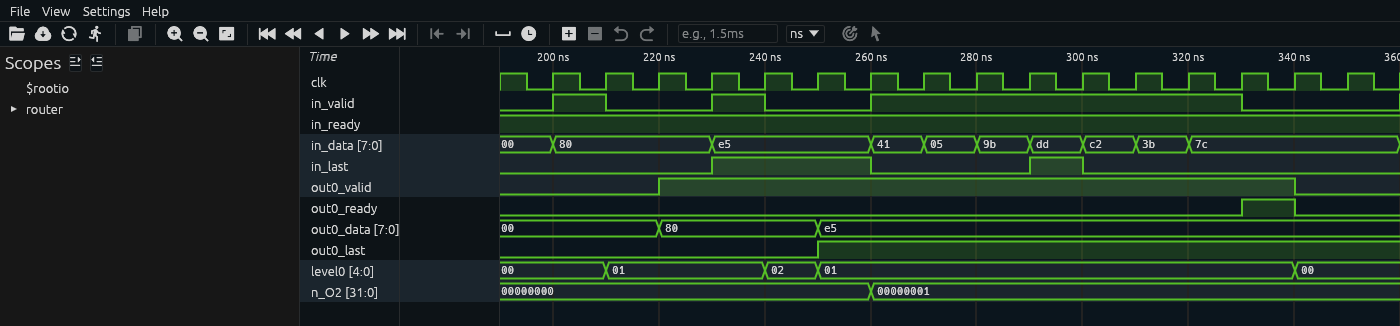 File View Settings Help
e.g., 1.5ms ns
Scopes
$rootio
router
Time 200 ns 220 ns 240 ns 260 ns 280 ns 300 ns 320 ns 340 ns 360
clk
in_valid
in_ready
in_data [7:0] 00 80 e5 41 05 9b dd c2 3b 7c
in_last
out0_valid
out0_ready
out0_data [7:0] 00 80 e5
out0_last
level0 [4:0] 00 01 02 01 00
n_O2 [31:0] 00000000 00000001